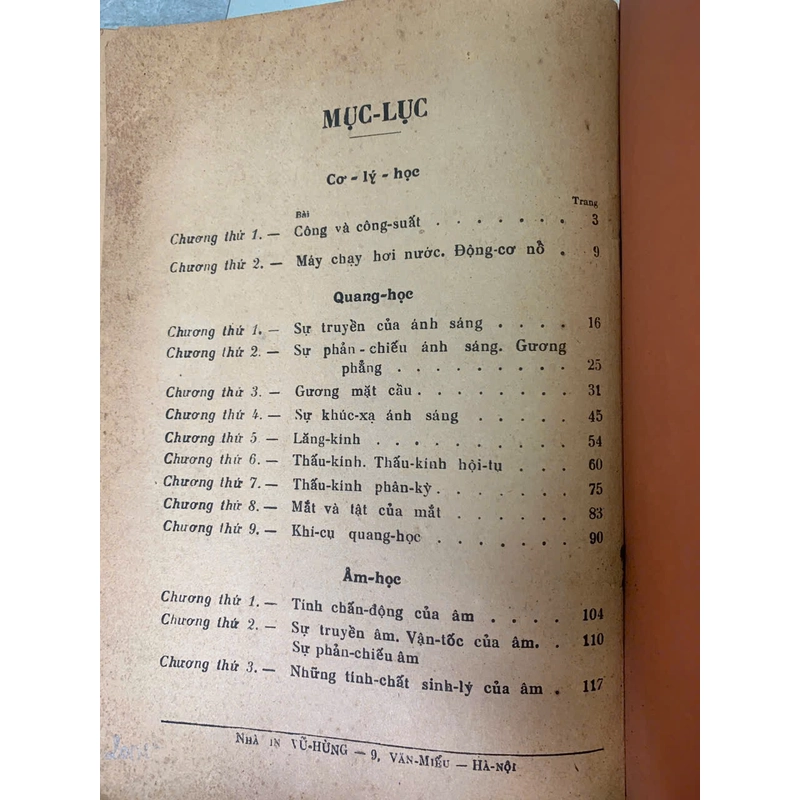 MỤC-LỤC
Cơ - lý - học
Bài Trang
Chương thứ 1. — Công và công-suất . . . . . . . 3
Chương thứ 2. — Máy chạy hơi nước. Động-cơ nổ . 9
Quang-học
Chương thứ 1. — Sự truyền của ánh sáng . . . . 16
Chương thứ 2. — Sự phản - chiếu ánh sáng. Gương
phẳng . . . . . . . . . 25
Chương thứ 3. — Gương mặt cầu . . . . . . . . 31
Chương thứ 4. — Sự khúc-xạ ánh sáng . . . . . 45
Chương thứ 5 — Lăng-kinh . . . . . . . . . . 54
Chương thứ 6. — Thấu-kính. Thấu-kính hội-tụ . . . 60
Chương thứ 7. — Thấu-kính phân-kỳ . . . . . . . 75
Chương thứ 8. — Mắt và tật của mắt . . . . . . 83
Chương thứ 9. — Khí-cụ quang-học . . . . . . . 90
Âm-học
Chương thứ 1. — Tính chấn-động của âm . . . . 104
Chương thứ 2. — Sự truyền âm. Vận-tốc của âm. . 110
Sự phản-chiếu âm
Chương thứ 3. — Những tính-chất sinh-lý của âm . 117
NHÀ IN VŨ-HÙNG — 9, VĂN-MIẾU — HÀ-NỘI